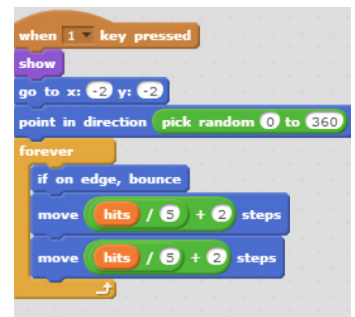 when 1 key pressed
show
go to x: -2 y: -2
point in direction pick random 0 to 360
forever
if on edge, bounce
move hits / 5 + 2 steps
move hits / 5 + 2 steps